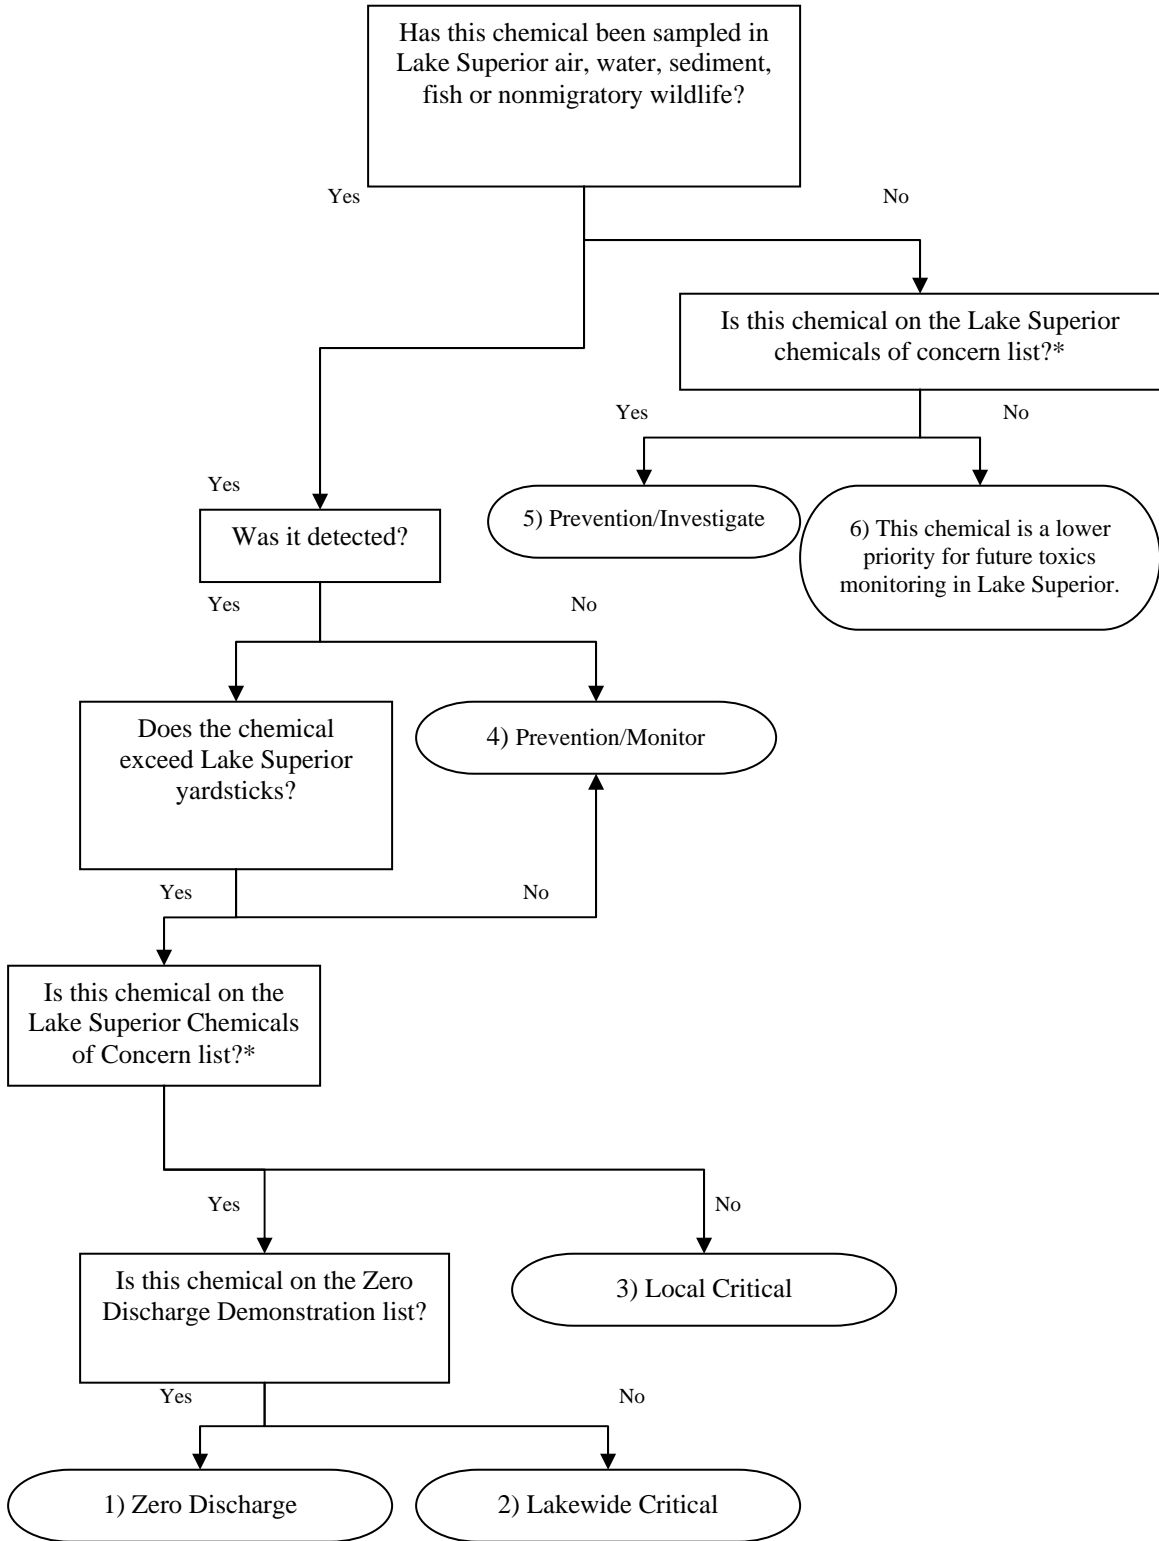 Has this chemical been sampled in
Lake Superior air, water, sediment,
fish or nonmigratory wildlife?
Yes
No
Is this chemical on the Lake Superior
chemicals of concern list?*
Yes
No
5) Prevention/Investigate
6) This chemical is a lower
priority for future toxics
monitoring in Lake Superior.
Yes
Was it detected?
Yes
No
Does the chemical
exceed Lake Superior
yardsticks?
4) Prevention/Monitor
Yes
No
Is this chemical on the
Lake Superior Chemicals
of Concern list?*
Yes
No
Is this chemical on the Zero
Discharge Demonstration list?
3) Local Critical
Yes
No
1) Zero Discharge
2) Lakewide Critical